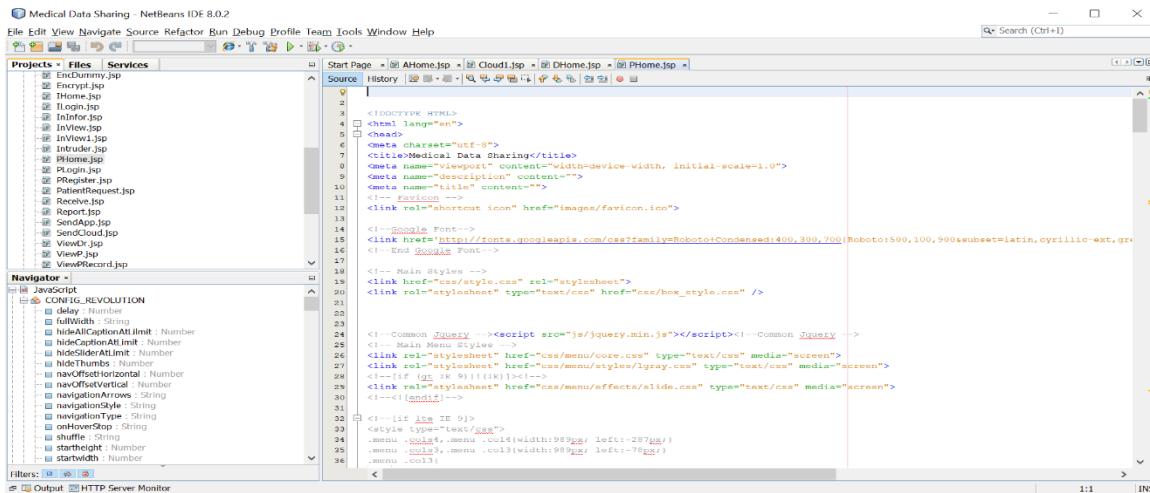 Medical Data Sharing - NetBeans IDE 8.0.2
File Edit View Navigate Source Refactor Run Debug Profile Team Tools Window Help
Search (Ctrl+I)
Projects × Files Services
EncDummy.jsp
Encrypt.jsp
IHome.jsp
ILogin.jsp
InInfor.jsp
InView.jsp
InView1.jsp
Intruder.jsp
PHome.jsp
PLogin.jsp
PRegister.jsp
PatientRequest.jsp
Receive.jsp
Report.jsp
SendApp.jsp
SendCloud.jsp
ViewDr.jsp
ViewP.jsp
ViewPRecord.jsp
Navigator ×
JavaScript
CONFIG_REVOLUTION
delay : Number
fullWidth : String
hideAllCaptionAtLilmit : Number
hideCaptionAtLimit : Number
hideSliderAtLimit : Number
hideThumbs : Number
navOffsetHorizontal : Number
navOffsetVertical : Number
navigationArrows : String
navigationStyle : String
navigationType : String
onHoverStop : String
shuffle : String
startheight : Number
startwidth : Number
Filters:
Start Page × AHome.jsp × Cloud1.jsp × DHome.jsp × PHome.jsp ×
Source History
2
3 <!DOCTYPE HTML>
4 <html lang="en">
5 <head>
6 <meta charset="utf-8">
7 <title>Medical Data Sharing</title>
8 <meta name="viewport" content="width=device-width, initial-scale=1.0">
9 <meta name="description" content="">
10 <meta name="title" content="">
11 <!-- Favicon -->
12 <link rel="shortcut icon" href="images/favicon.ico">
13
14 <!--Google Font-->
15 <link href='http://fonts.googleapis.com/css?family=Roboto+Condensed:400,300,700|Roboto:500,100,900&subset=latin,cyrillic-ext,gre
16 <!--End Google Font-->
17
18 <!-- Main Styles -->
19 <link href="css/style.css" rel="stylesheet">
20 <link rel="stylesheet" type="text/css" href="css/box_style.css" />
21
22
23
24 <!--Common Jquery --><script src="js/jquery.min.js"></script><!--Common Jquery -->
25 <!-- Main Menu Styles -->
26 <link rel="stylesheet" href="css/menu/core.css" type="text/css" media="screen">
27 <link rel="stylesheet" href="css/menu/styles/lgray.css" type="text/css" media="screen">
28 <!--[if (gt IE 9)|!(IE)]><!-->
29 <link rel="stylesheet" href="css/menu/effects/slide.css" type="text/css" media="screen">
30 <!--<![endif]-->
31
32 <!--[if lte IE 9]>
33 <style type="text/css">
34 .menu .cols4,.menu .col4{width:989px; left:-287px;}
35 .menu .cols3,.menu .col3{width:989px; left:-78px;}
36 .menu .col3{
Output HTTP Server Monitor
1:1 INS